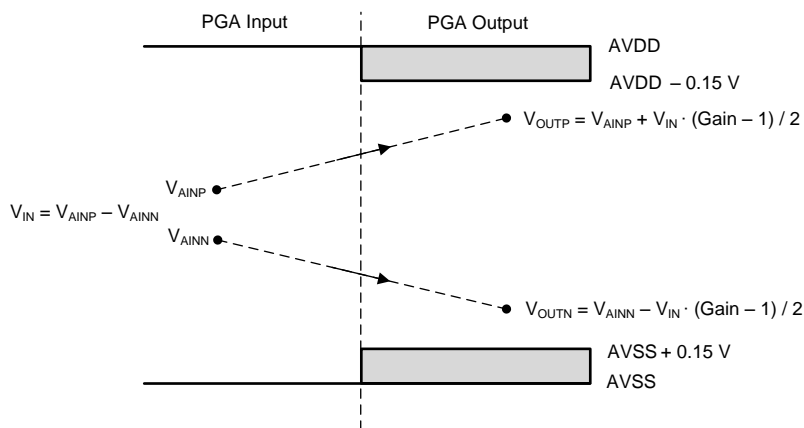 PGA Input
PGA Output
AVDD
AVDD – 0.15 V
V_OUTP = V_AINP + V_IN · (Gain – 1) / 2
V_AINP
V_IN = V_AINP – V_AINN
V_AINN
V_OUTN = V_AINN – V_IN · (Gain – 1) / 2
AVSS + 0.15 V
AVSS